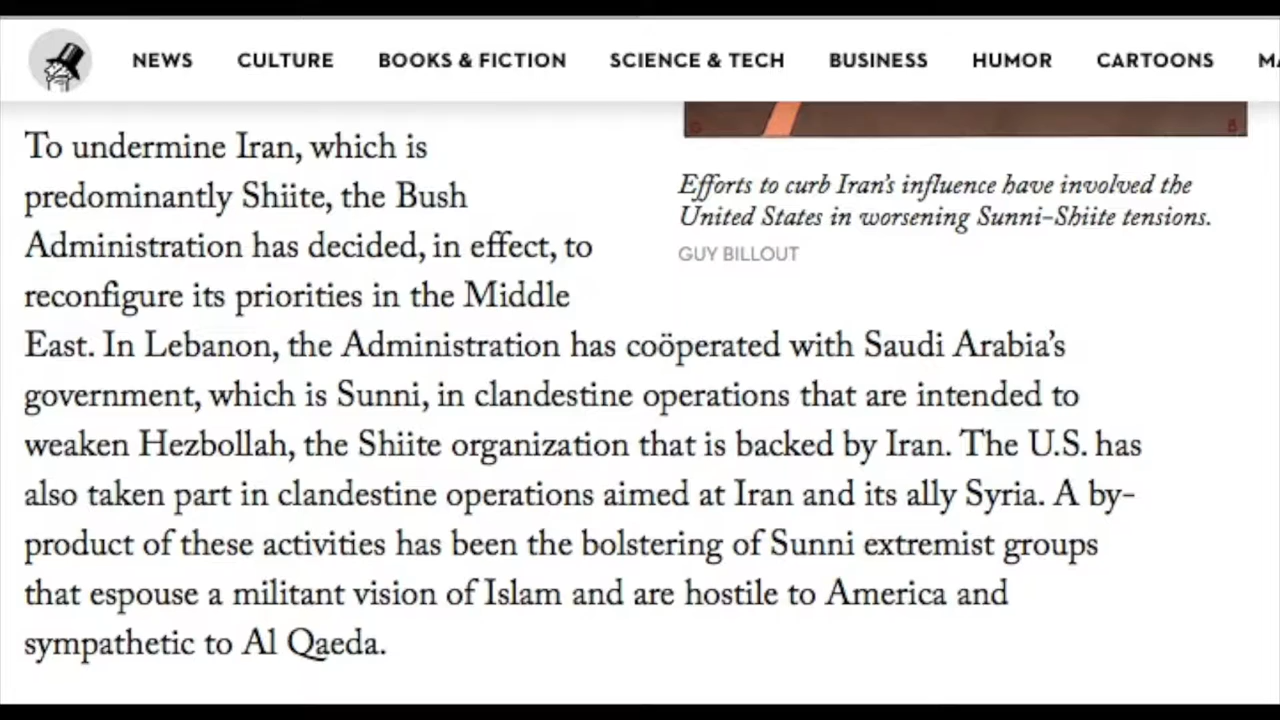 NEWS CULTURE BOOKS & FICTION SCIENCE & TECH BUSINESS HUMOR CARTOONS
To undermine Iran, which is
predominantly Shiite, the Bush
Administration has decided, in effect, to
reconfigure its priorities in the Middle
East. In Lebanon, the Administration has coöperated with Saudi Arabia’s
government, which is Sunni, in clandestine operations that are intended to
weaken Hezbollah, the Shiite organization that is backed by Iran. The U.S. has
also taken part in clandestine operations aimed at Iran and its ally Syria. A by-
product of these activities has been the bolstering of Sunni extremist groups
that espouse a militant vision of Islam and are hostile to America and
sympathetic to Al Qaeda.
Efforts to curb Iran’s influence have involved the
United States in worsening Sunni-Shiite tensions.
GUY BILLOUT